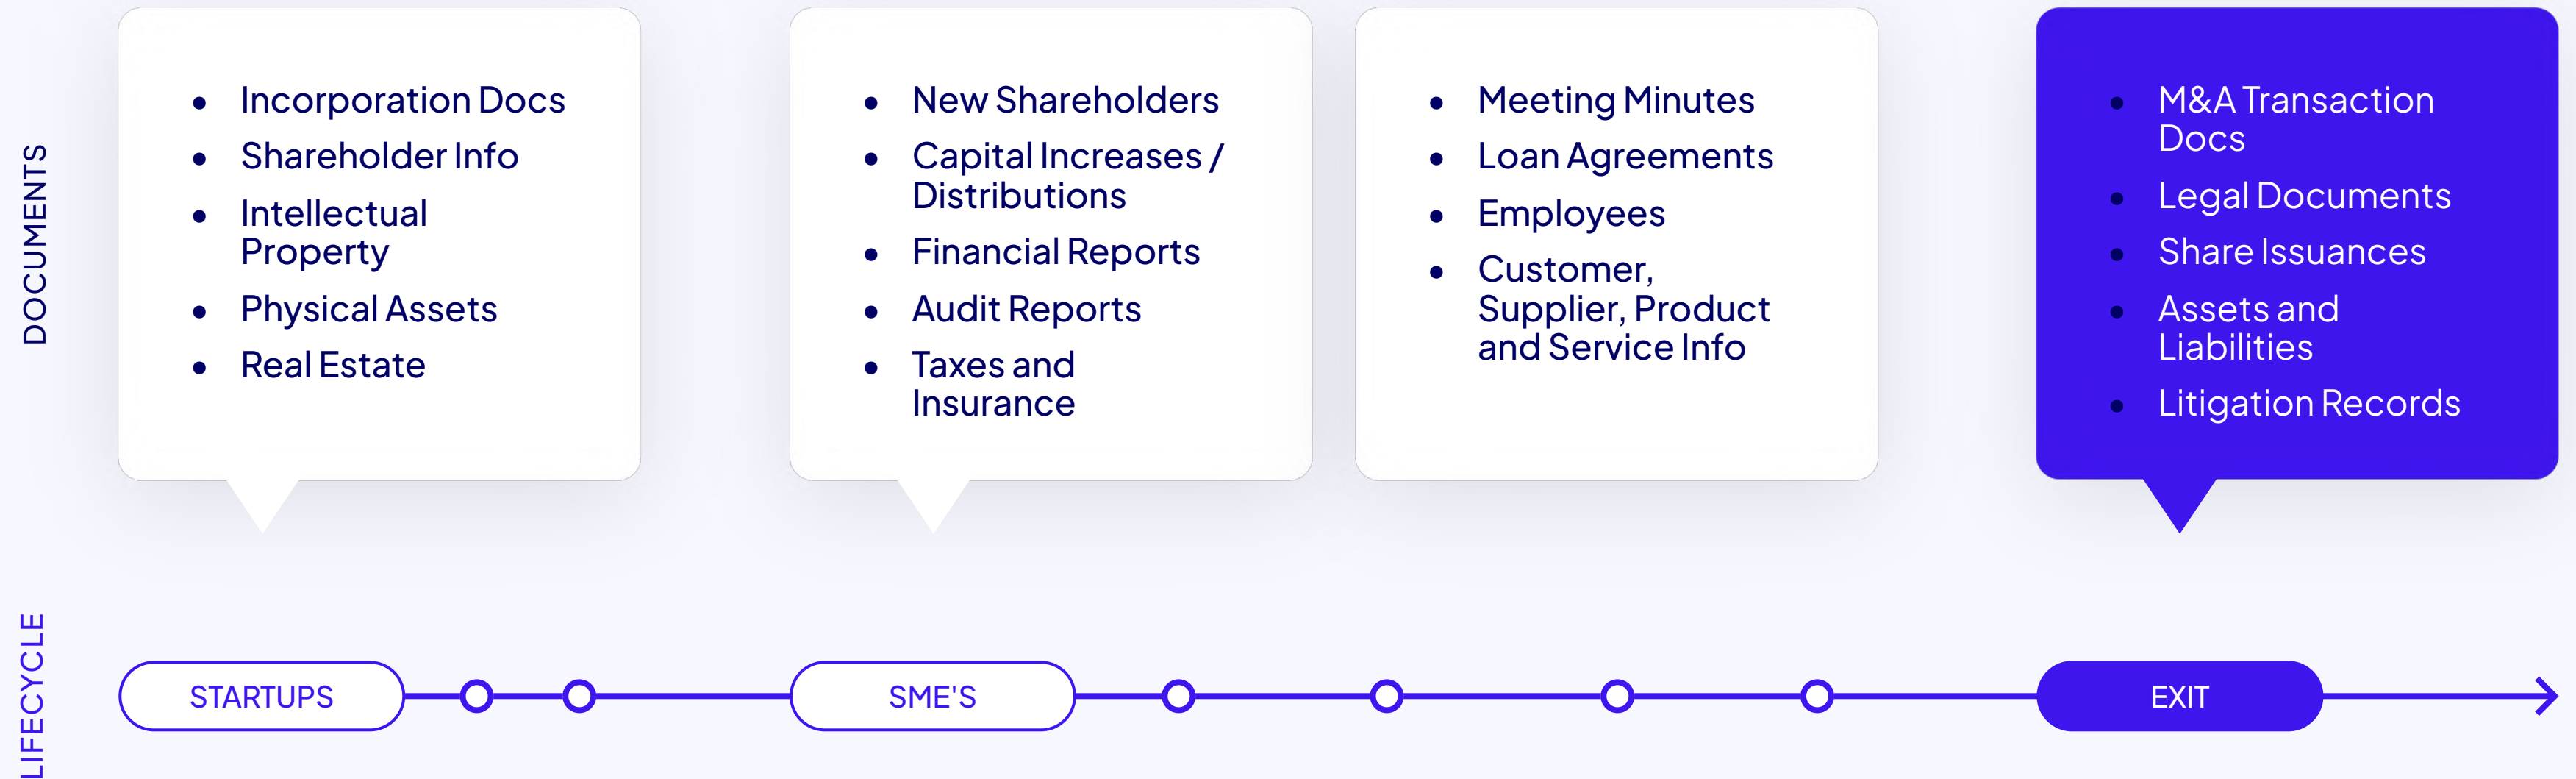 DOCUMENTS
• Incorporation Docs
• Shareholder Info
• Intellectual
Property
• Physical Assets
• Real Estate
• New Shareholders
• Capital Increases /
Distributions
• Financial Reports
• Audit Reports
• Taxes and
Insurance
• Meeting Minutes
• Loan Agreements
• Employees
• Customer,
Supplier, Product
and Service Info
• M&A Transaction
Docs
• Legal Documents
• Share Issuances
• Assets and
Liabilities
• Litigation Records
LIFECYCLE
STARTUPS
SME'S
EXIT